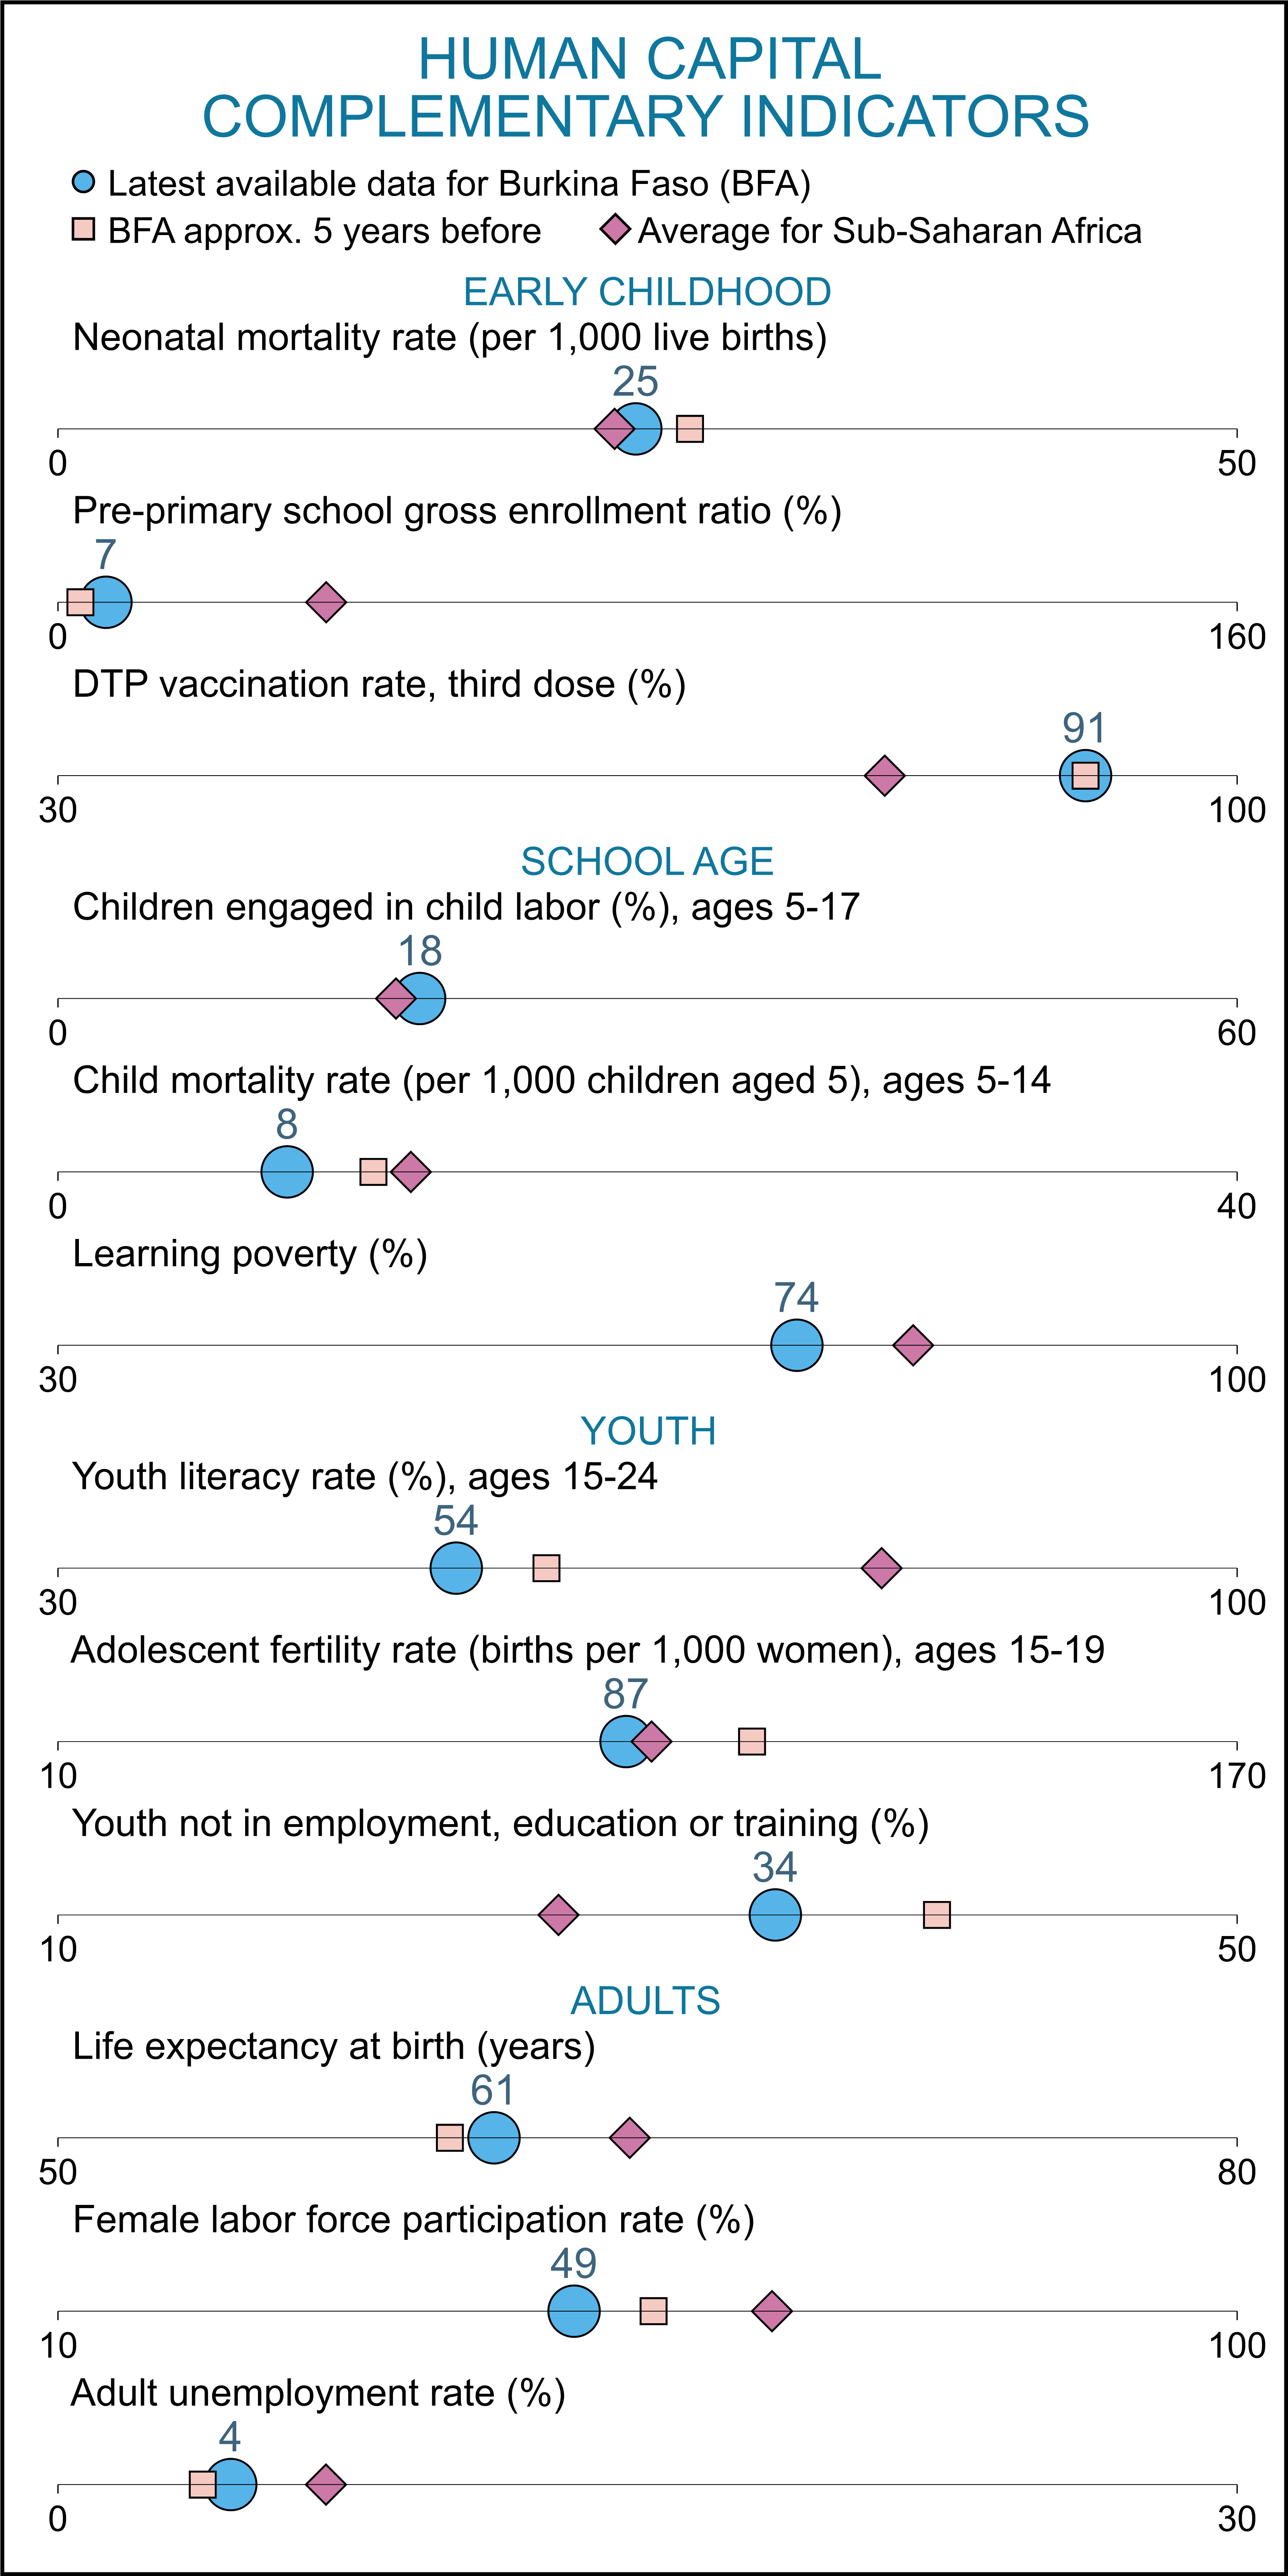 HUMAN CAPITAL
COMPLEMENTARY INDICATORS
Latest available data for Burkina Faso (BFA)
BFA approx. 5 years before Average for Sub-Saharan Africa
EARLY CHILDHOOD
Neonatal mortality rate (per 1,000 live births)
25
0 50
Pre-primary school gross enrollment ratio (%)
7
0 160
DTP vaccination rate, third dose (%)
91
30 100
SCHOOL AGE
Children engaged in child labor (%), ages 5-17
18
0 60
Child mortality rate (per 1,000 children aged 5), ages 5-14
8
0 40
Learning poverty (%)
74
30 100
YOUTH
Youth literacy rate (%), ages 15-24
54
30 100
Adolescent fertility rate (births per 1,000 women), ages 15-19
87
10 170
Youth not in employment, education or training (%)
34
10 50
ADULTS
Life expectancy at birth (years)
61
50 80
Female labor force participation rate (%)
49
10 100
Adult unemployment rate (%)
4
0 30